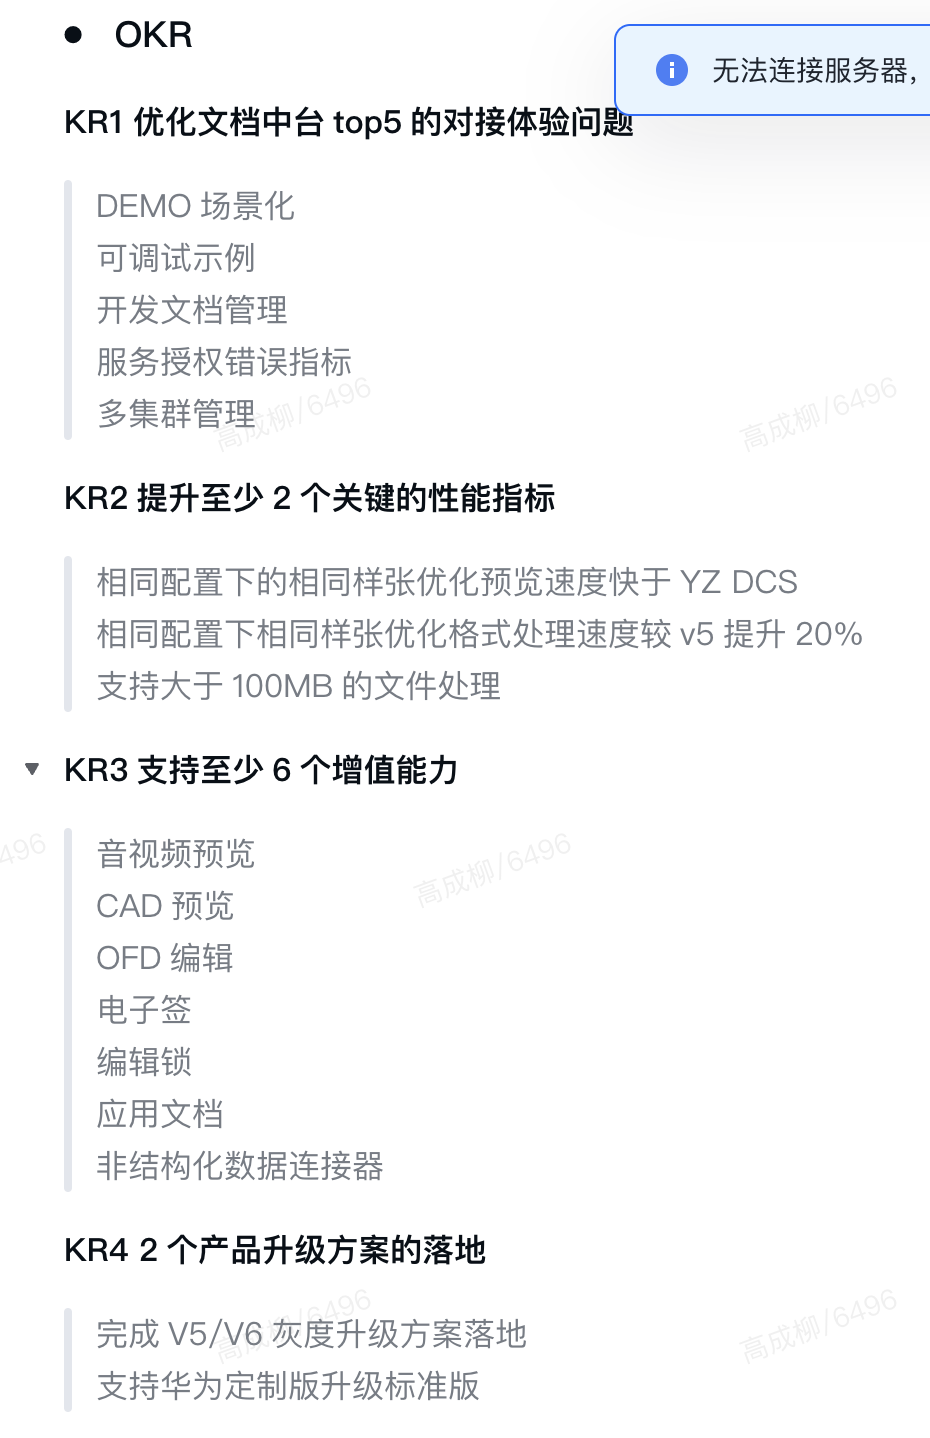 OKR
无法连接服务器，
KR1 优化文档中台 top5 的对接体验问题
DEMO 场景化
可调试示例
开发文档管理
服务授权错误指标
多集群管理
高成柳/6496
高成柳/6496
KR2 提升至少 2 个关键的性能指标
相同配置下的相同样张优化预览速度快于 YZ DCS
相同配置下相同样张优化格式处理速度较 v5 提升 20%
支持大于 100MB 的文件处理
KR3 支持至少 6 个增值能力
音视频预览
496
高成柳/6496
CAD 预览
OFD 编辑
电子签
编辑锁
应用文档
非结构化数据连接器
KR4 2 个产品升级方案的落地
高成柳/6496
高成柳/6496
完成 V5/V6 灰度升级方案落地
支持华为定制版升级标准版